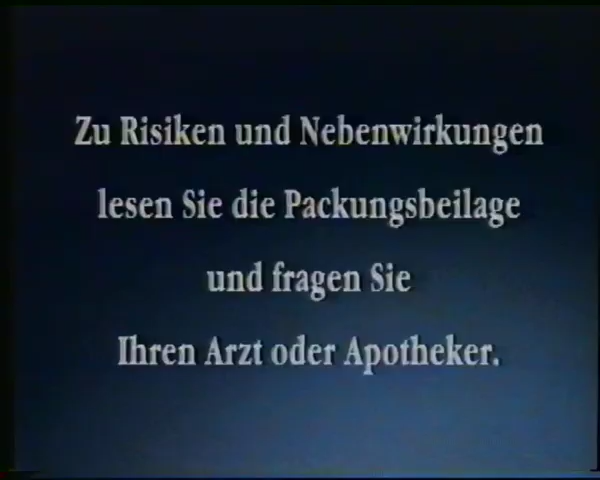 Zu Risiken und Nebenwirkungen
lesen Sie die Packungsbeilage
und fragen Sie
Ihren Arzt oder Apotheker.